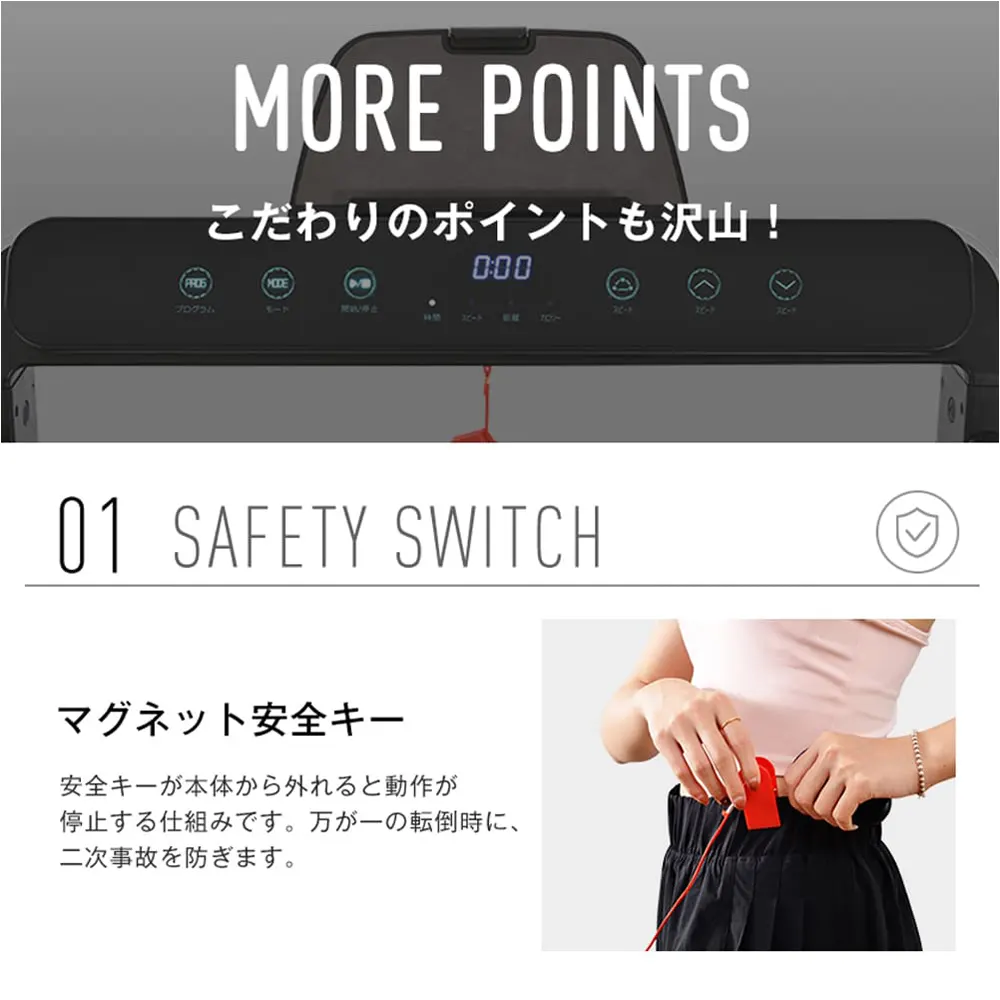 MORE POINTS
こだわりのポイントも沢山！
0:00
PROG MODE
プログラム モード 開始/停止 時間 スピード 距離 カロリー スピード スピード スピード
01 SAFETY SWITCH
マグネット安全キー
安全キーが本体から外れると動作が
停止する仕組みです。万が一の転倒時に、
二次事故を防ぎます。